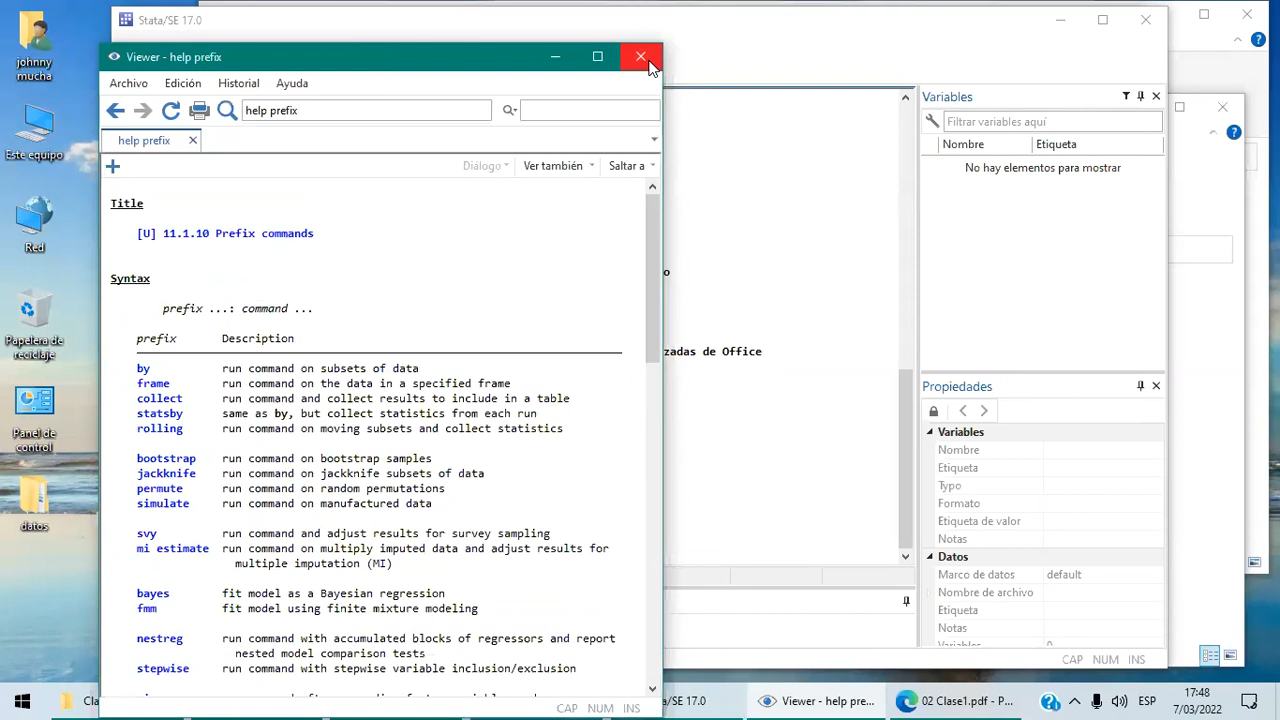 johnny
mucha
Este equipo
Red
Papelera de
reciclaje
Panel de
control
datos
Stata/SE 17.0
Viewer - help prefix
Archivo Edición Historial Ayuda
help prefix
help prefix
Diálogo Ver también Saltar a
Title
[U] 11.1.10 Prefix commands
Syntax
prefix ...: command ...
prefix Description
by run command on subsets of data
frame run command on the data in a specified frame
collect run command and collect results to include in a table
statsby same as by, but collect statistics from each run
rolling run command on moving subsets and collect statistics
bootstrap run command on bootstrap samples
jackknife run command on jackknife subsets of data
permute run command on random permutations
simulate run command on manufactured data
svy run command and adjust results for survey sampling
mi estimate run command on multiply imputed data and adjust results for
multiple imputation (MI)
bayes fit model as a Bayesian regression
fmm fit model using finite mixture modeling
nestreg run command with accumulated blocks of regressors and report
nested model comparison tests
stepwise run command with stepwise variable inclusion/exclusion
CAP NUM INS
o
zadas de Office
Variables
Filtrar variables aquí
Nombre Etiqueta
No hay elementos para mostrar
Propiedades
Variables
Nombre
Etiqueta
Tipo
Formato
Etiqueta de valor
Notas
Datos
Marco de datos default
Nombre de archivo
Etiqueta
Notas
Variables 0
CAP NUM INS
Cla
SE 17.0
Viewer - help pre...
02 Clase1.pdf - P...
ESP
17:48
7/03/2022